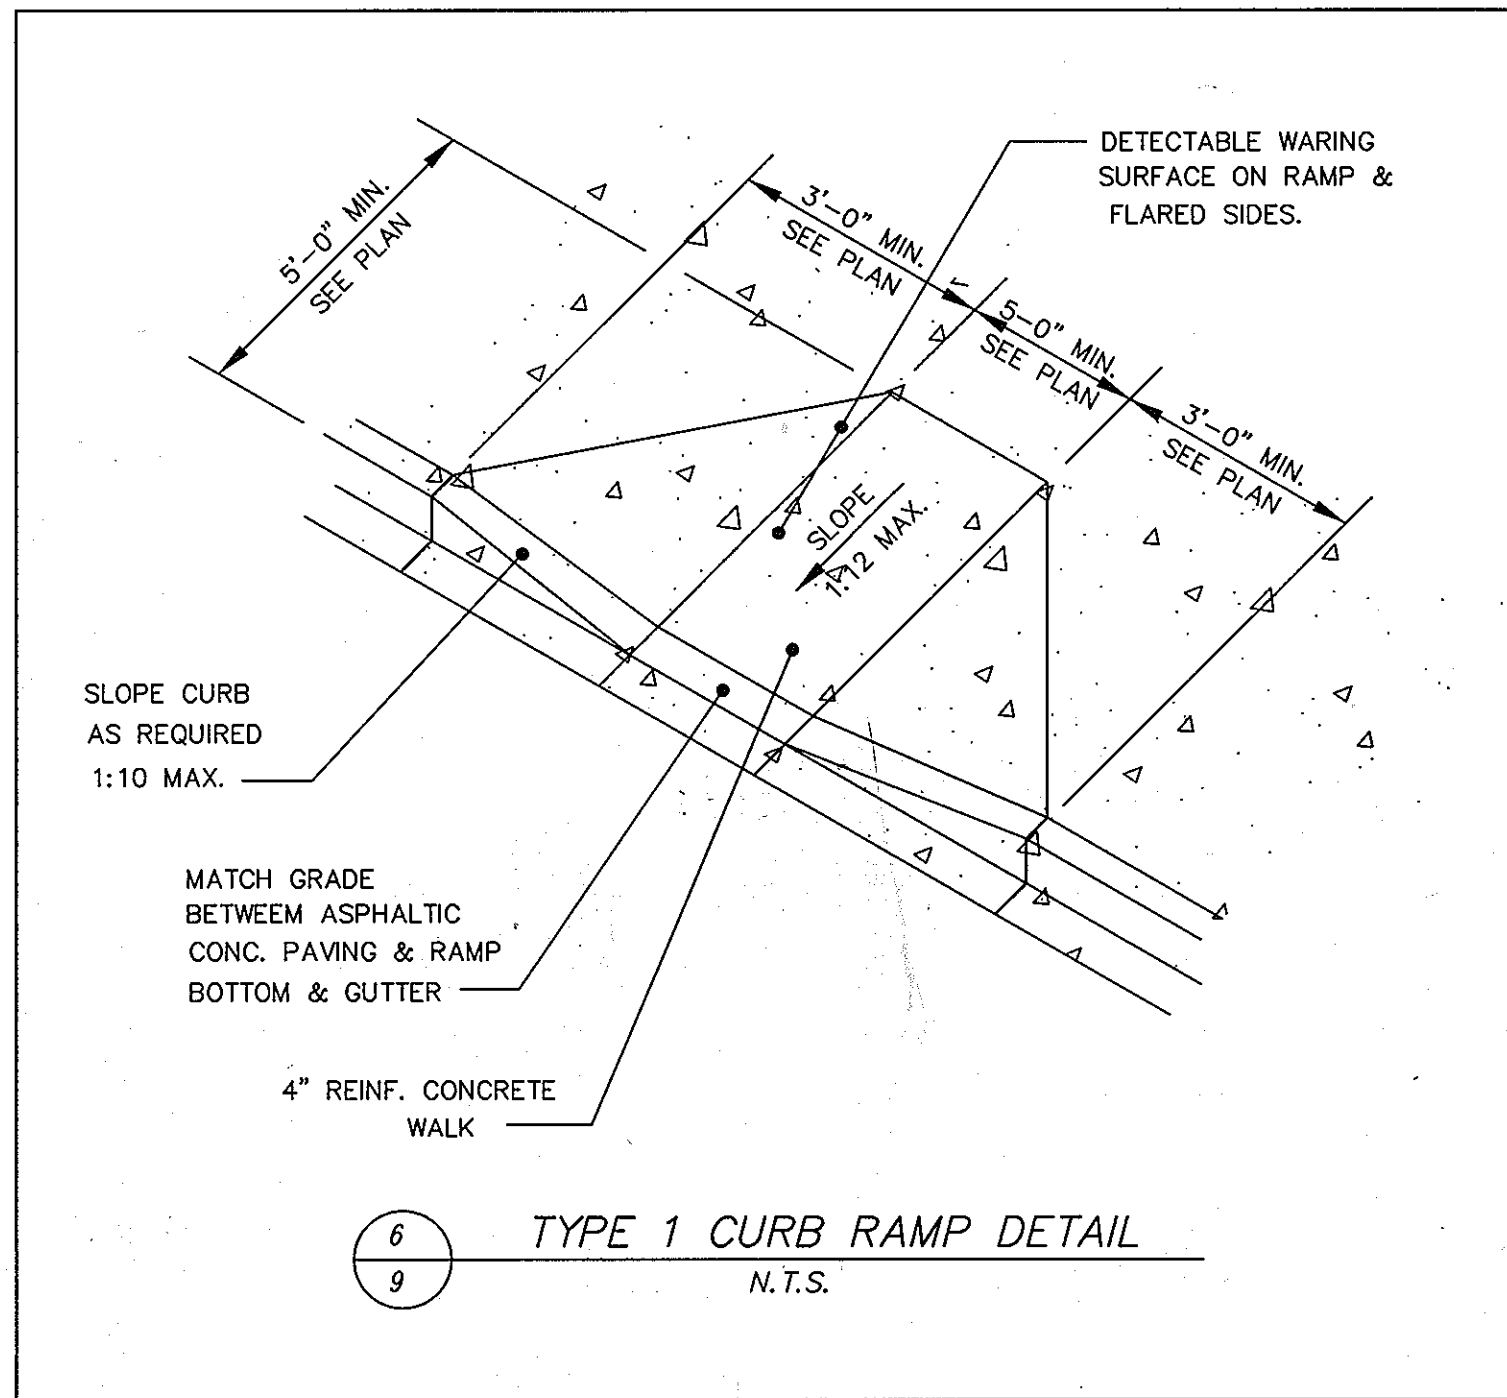 DETECTABLE WARING
SURFACE ON RAMP &
FLARED SIDES.
5'-0" MIN.
SEE PLAN
3'-0" MIN.
SEE PLAN
5-0" MIN.
SEE PLAN
3'-0" MIN.
SEE PLAN
SLOPE
1:12 MAX.
SLOPE CURB
AS REQUIRED
1:10 MAX.
MATCH GRADE
BETWEEM ASPHALTIC
CONC. PAVING & RAMP
BOTTOM & GUTTER
4" REINF. CONCRETE
WALK
6
9
TYPE 1 CURB RAMP DETAIL
N.T.S.